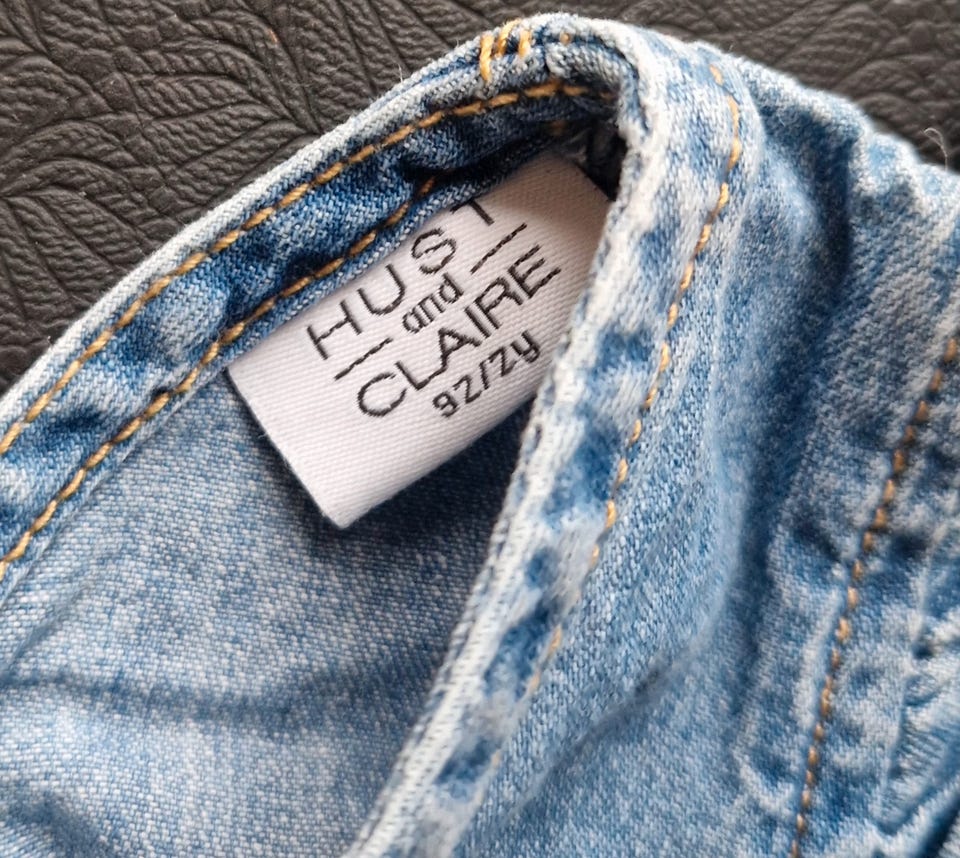 HUST
and
CLAIRE
92/2y